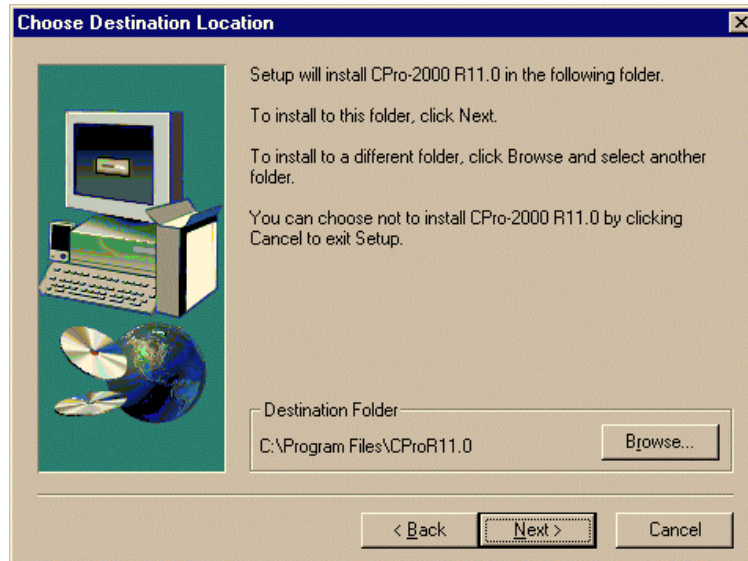 Choose Destination Location
Setup will install CPro-2000 R11.0 in the following folder.
To install to this folder, click Next.
To install to a different folder, click Browse and select another
folder.
You can choose not to install CPro-2000 R11.0 by clicking
Cancel to exit Setup.
Destination Folder
C:\Program Files\CProR11.0
Browse...
< Back
Next >
Cancel